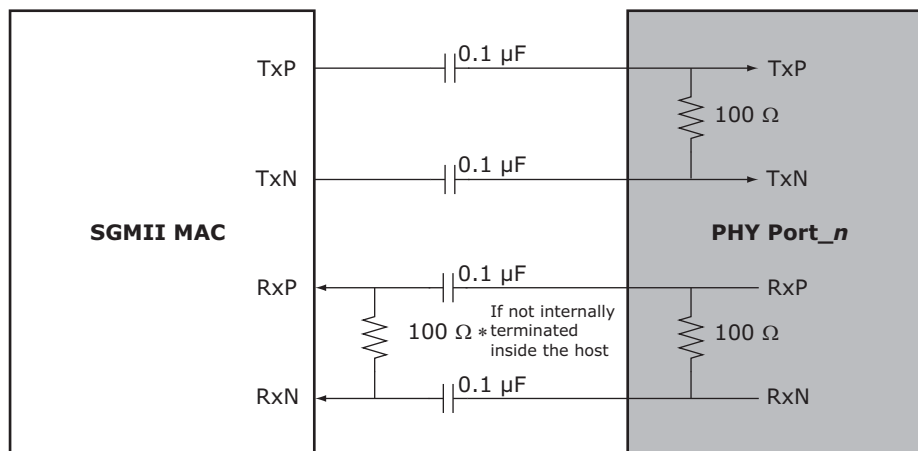 0.1 µF
TxP
TxP
100 Ω
0.1 µF
TxN
TxN
SGMII MAC
PHY Port_n
0.1 µF
RxP
RxP
100 Ω *
If not internally
terminated
inside the host
100 Ω
0.1 µF
RxN
RxN